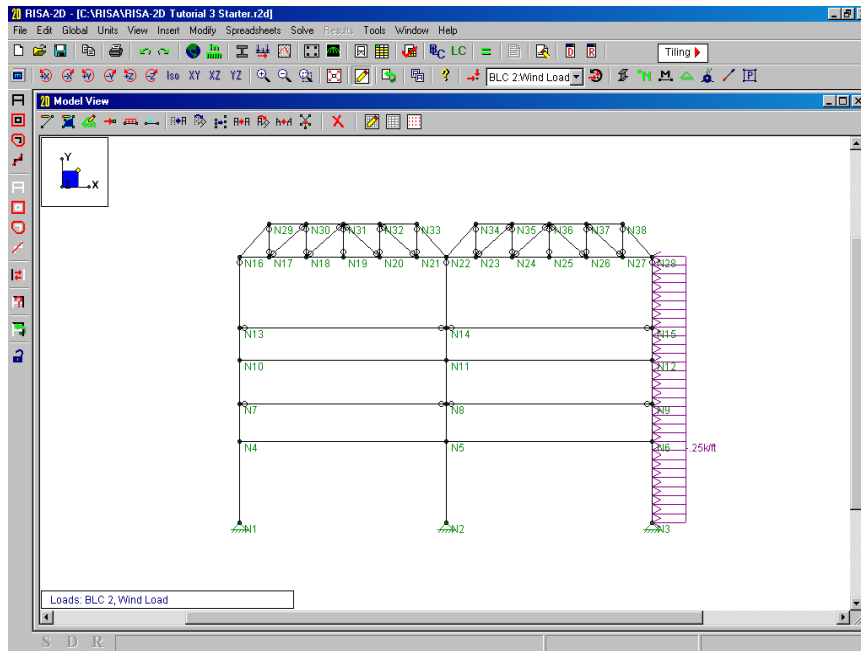 RISA-2D - [C:\RISA\RISA-2D Tutorial 3 Starter.r2d]
File Edit Global Units View Insert Modify Spreadsheets Solve Results Tools Window Help
BC LC = D R Tiling
Iso XY XZ YZ BLC 2:Wind Load
Model View
Y
X
N29 N30 N31 N32 N33 N34 N35 N36 N37 N38
N16 N17 N18 N19 N20 N21 N22 N23 N24 N25 N26 N27 N28
N13 N14 N15
N10 N11 N12
N7 N8 N9
N4 N5 N6 -.25k/ft
N1 N2 N3
Loads: BLC 2, Wind Load
S D R